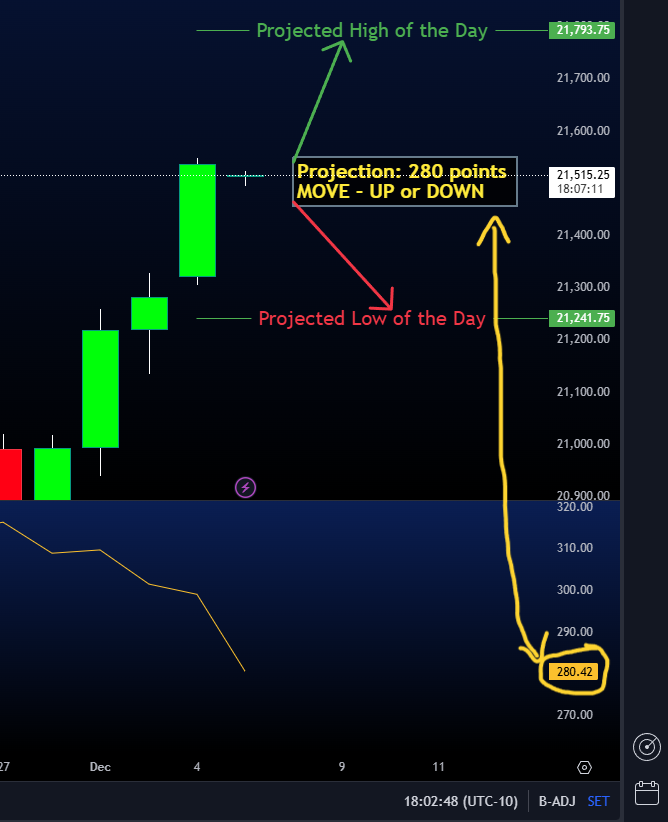 Projected High of the Day
21,793.75
21,700.00
21,600.00
Projection: 280 points
MOVE - UP or DOWN
21,515.25
18:07:11
21,400.00
21,300.00
Projected Low of the Day
21,241.75
21,200.00
21,100.00
21,000.00
20,900.00
320.00
310.00
300.00
290.00
280.42
270.00
27
Dec
4
9
11
18:02:48 (UTC-10)
B-ADJ
SET